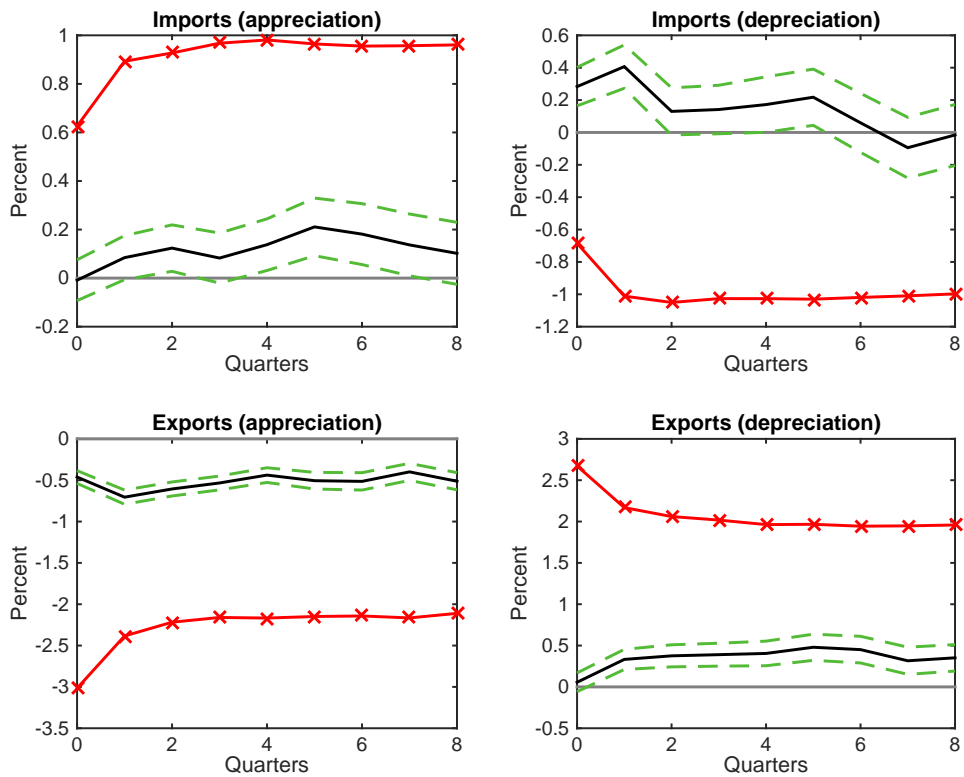 Imports (appreciation)
Percent
1
0.8
0.6
0.4
0.2
0
-0.2
0 2 4 6 8
Quarters
Imports (depreciation)
Percent
0.6
0.4
0.2
0
-0.2
-0.4
-0.6
-0.8
-1
-1.2
0 2 4 6 8
Quarters
Exports (appreciation)
Percent
0
-0.5
-1
-1.5
-2
-2.5
-3
-3.5
0 2 4 6 8
Quarters
Exports (depreciation)
Percent
3
2.5
2
1.5
1
0.5
0
-0.5
0 2 4 6 8
Quarters